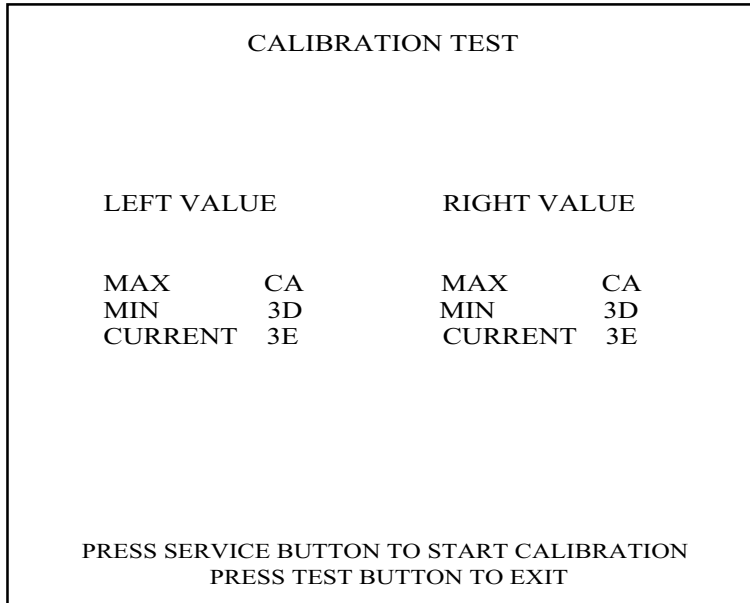 CALIBRATION TEST
LEFT VALUE RIGHT VALUE
MAX CA MAX CA
MIN 3D MIN 3D
CURRENT 3E CURRENT 3E
PRESS SERVICE BUTTON TO START CALIBRATION
PRESS TEST BUTTON TO EXIT